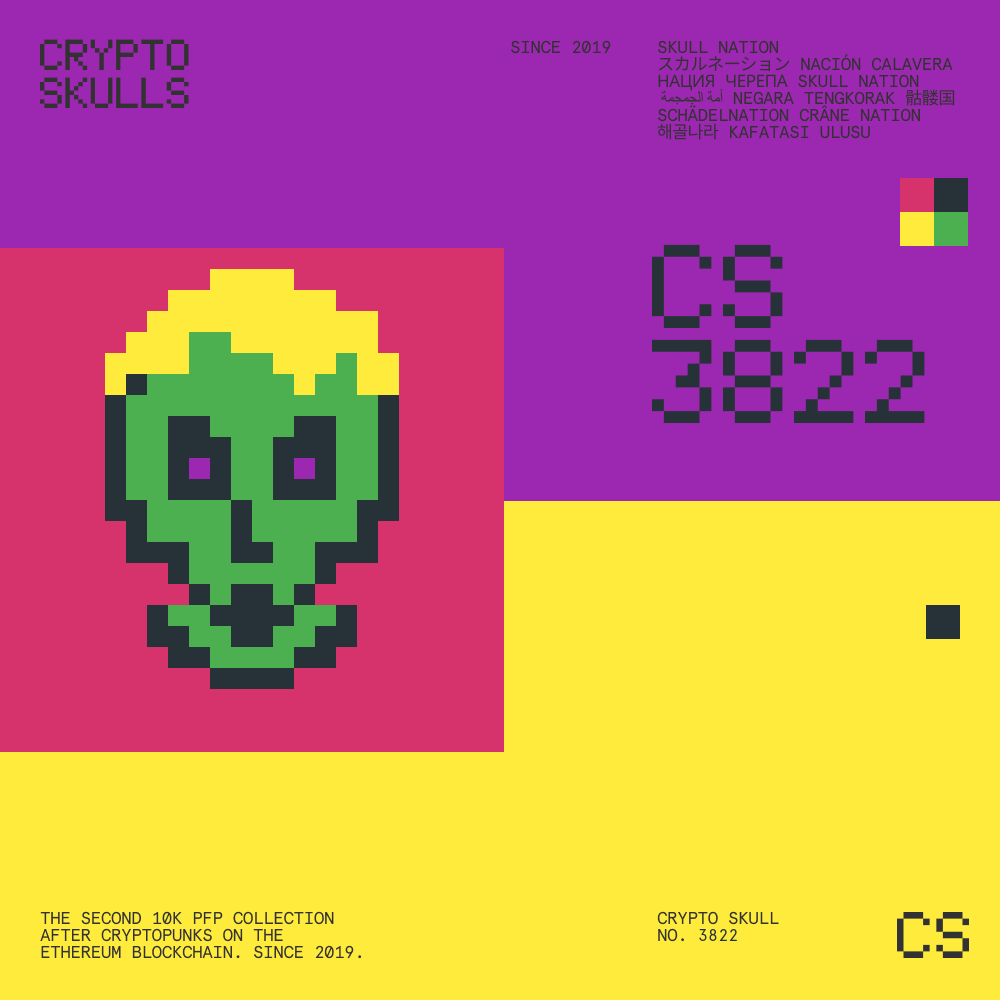 CRYPTO
SKULLS
SINCE 2019
SKULL NATION
スカルネーション NACIÓN CALAVERA
НАЦИЯ ЧЕРЕПА SKULL NATION
أمة الجمجمة NEGARA TENGKORAK 骷髅国
SCHÄDELNATION CRÂNE NATION
해골나라 KAFATASI ULUSU
CS
3822
THE SECOND 10K PFP COLLECTION
AFTER CRYPTOPUNKS ON THE
ETHEREUM BLOCKCHAIN. SINCE 2019.
CRYPTO SKULL
NO. 3822
CS